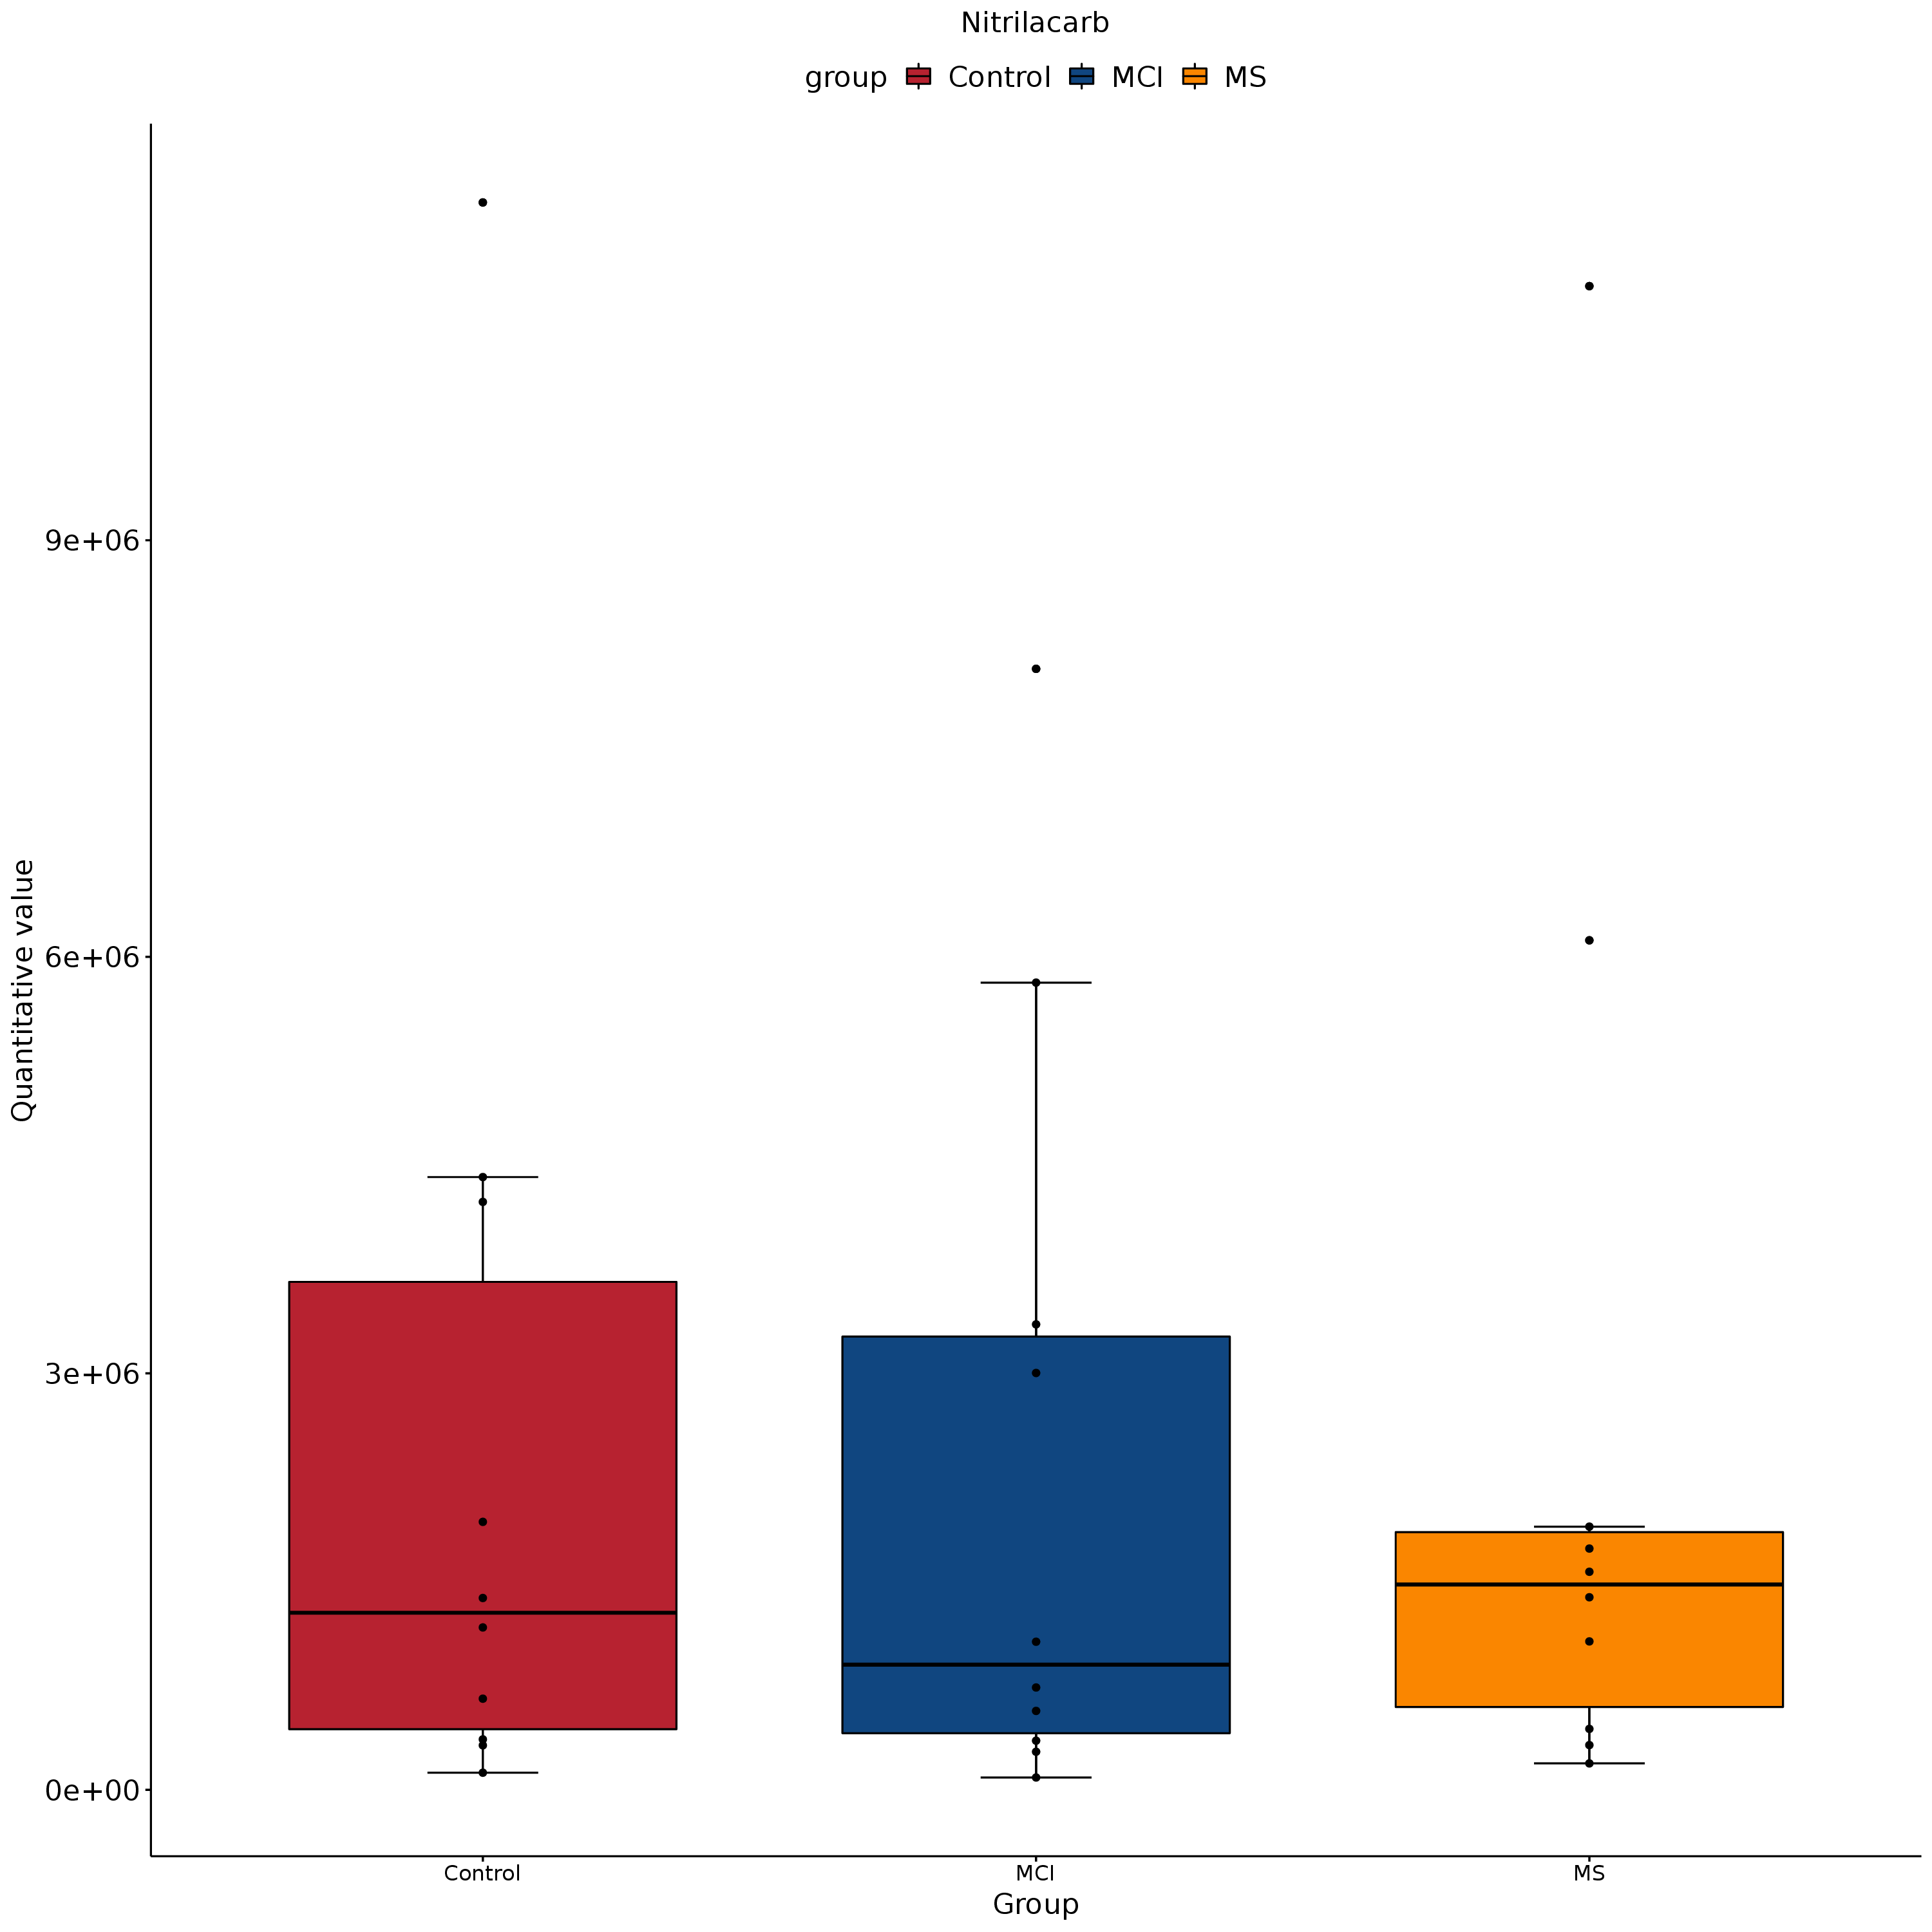 Nitrilacarb
group Control MCI MS
Quantitative value
9e+06
6e+06
3e+06
0e+00
Control MCI MS
Group